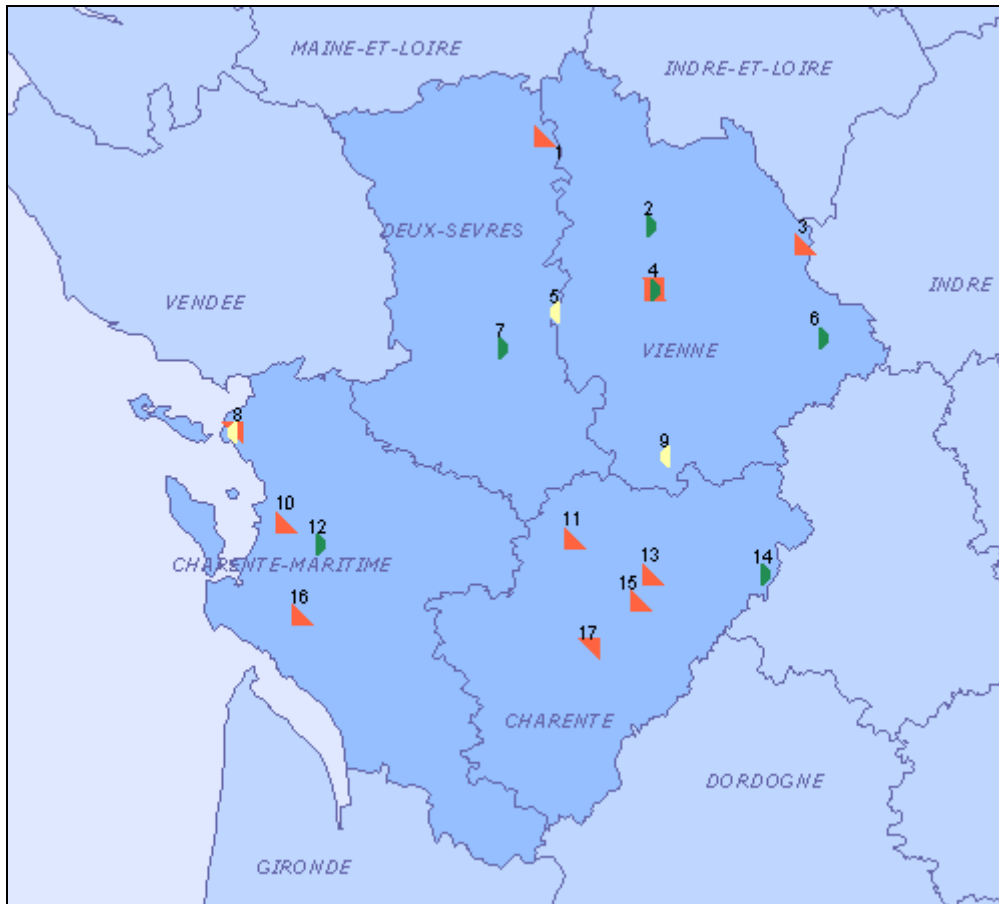 MAINE-ET-LOIRE
INDRE-ET-LOIRE
1
2
3
DEUX-SEVRES
4
INDRE
5
VENDEE
6
7
VIENNE
8
9
10
11
12
13
14
CHARENTE-MARITIME
15
16
17
CHARENTE
DORDOGNE
GIRONDE